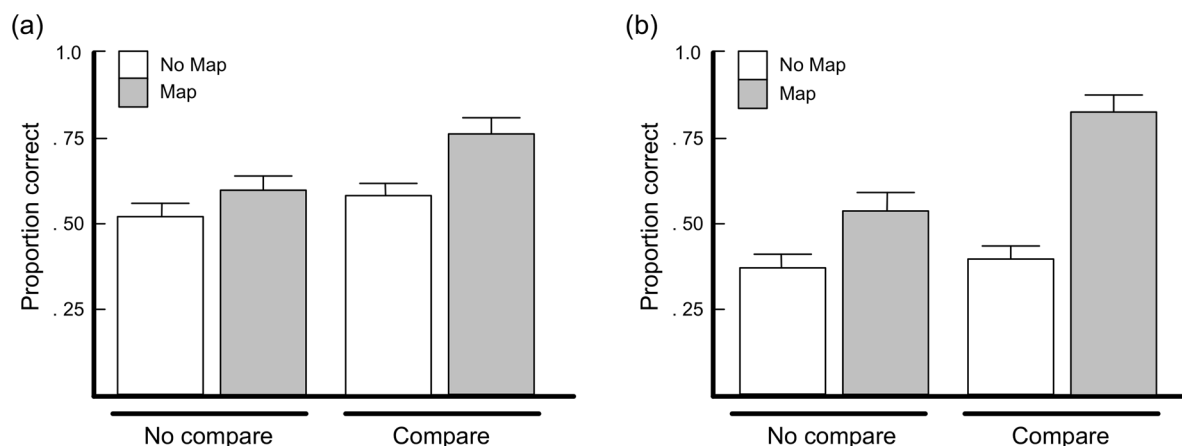 (a)
Proportion correct
1.0
. 75
. 50
. 25
No Map
Map
No compare
Compare
(b)
Proportion correct
1.0
. 75
. 50
. 25
No Map
Map
No compare
Compare